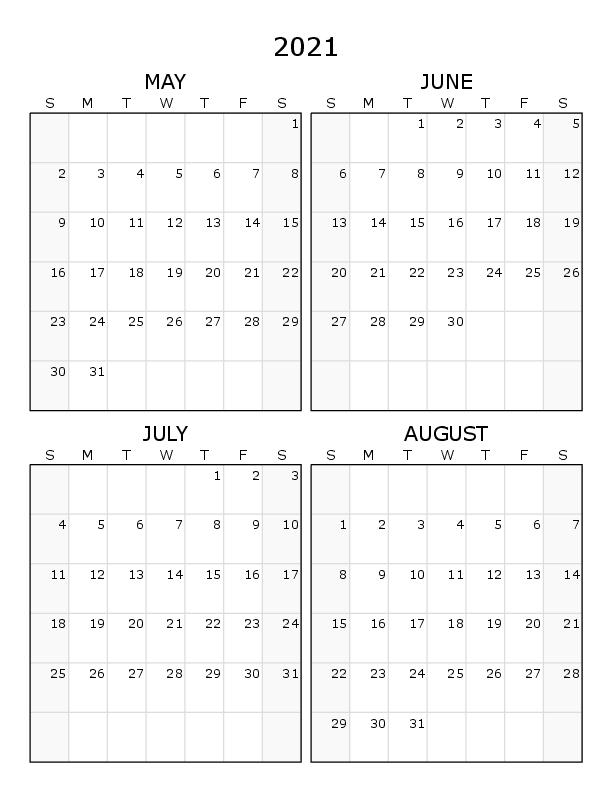 2021
MAY
S M T W T F S
1
2 3 4 5 6 7 8
9 10 11 12 13 14 15
16 17 18 19 20 21 22
23 24 25 26 27 28 29
30 31
JUNE
S M T W T F S
1 2 3 4 5
6 7 8 9 10 11 12
13 14 15 16 17 18 19
20 21 22 23 24 25 26
27 28 29 30
JULY
S M T W T F S
1 2 3
4 5 6 7 8 9 10
11 12 13 14 15 16 17
18 19 20 21 22 23 24
25 26 27 28 29 30 31
AUGUST
S M T W T F S
1 2 3 4 5 6 7
8 9 10 11 12 13 14
15 16 17 18 19 20 21
22 23 24 25 26 27 28
29 30 31